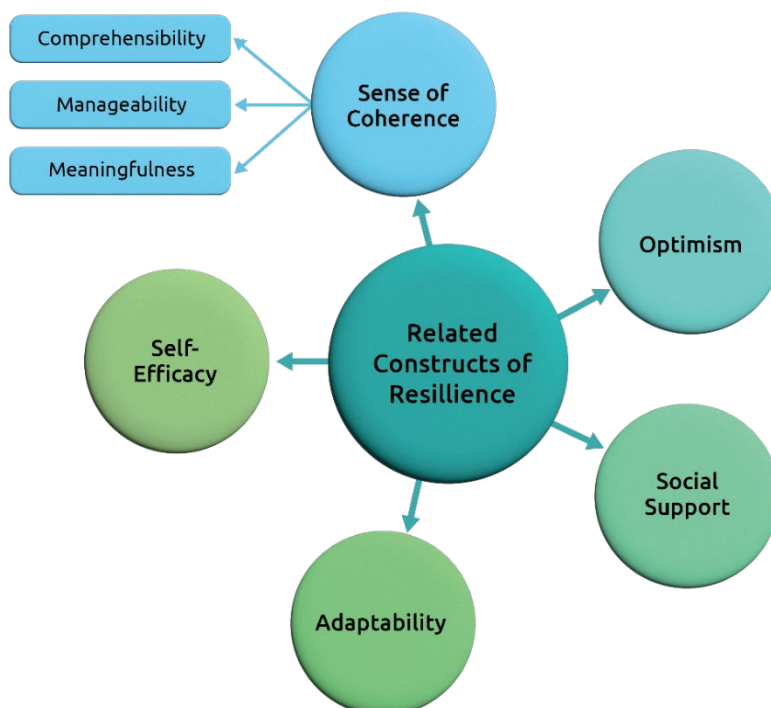 Comprehensibility
Manageability
Meaningfulness
Sense of
Coherence
Optimism
Related
Constructs of
Resillience
Self-
Efficacy
Social
Support
Adaptability